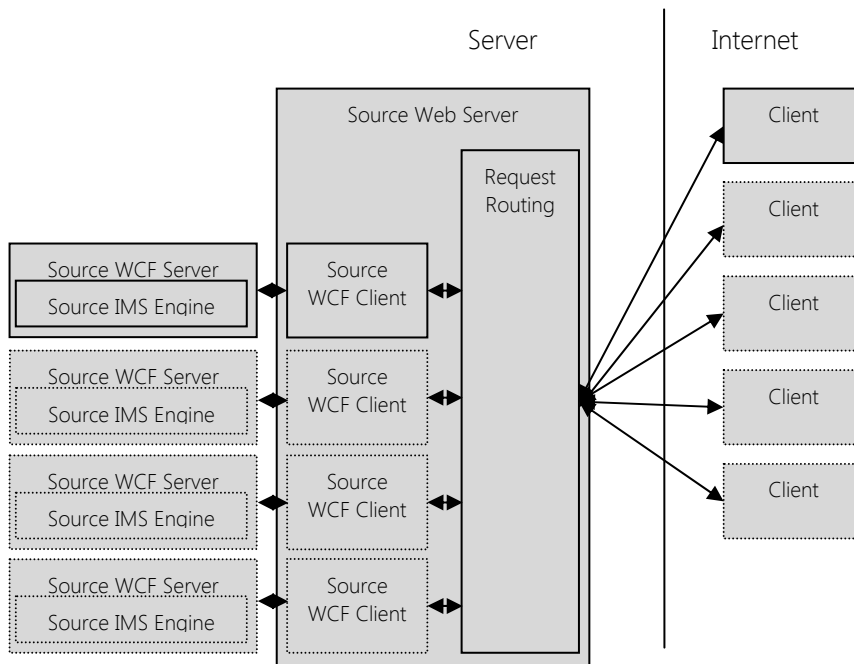 Server
Internet
Source Web Server
Request
Routing
Source WCF Server
Source IMS Engine
Source
WCF Client
Source WCF Server
Source IMS Engine
Source
WCF Client
Source WCF Server
Source IMS Engine
Source
WCF Client
Source WCF Server
Source IMS Engine
Source
WCF Client
Client
Client
Client
Client
Client